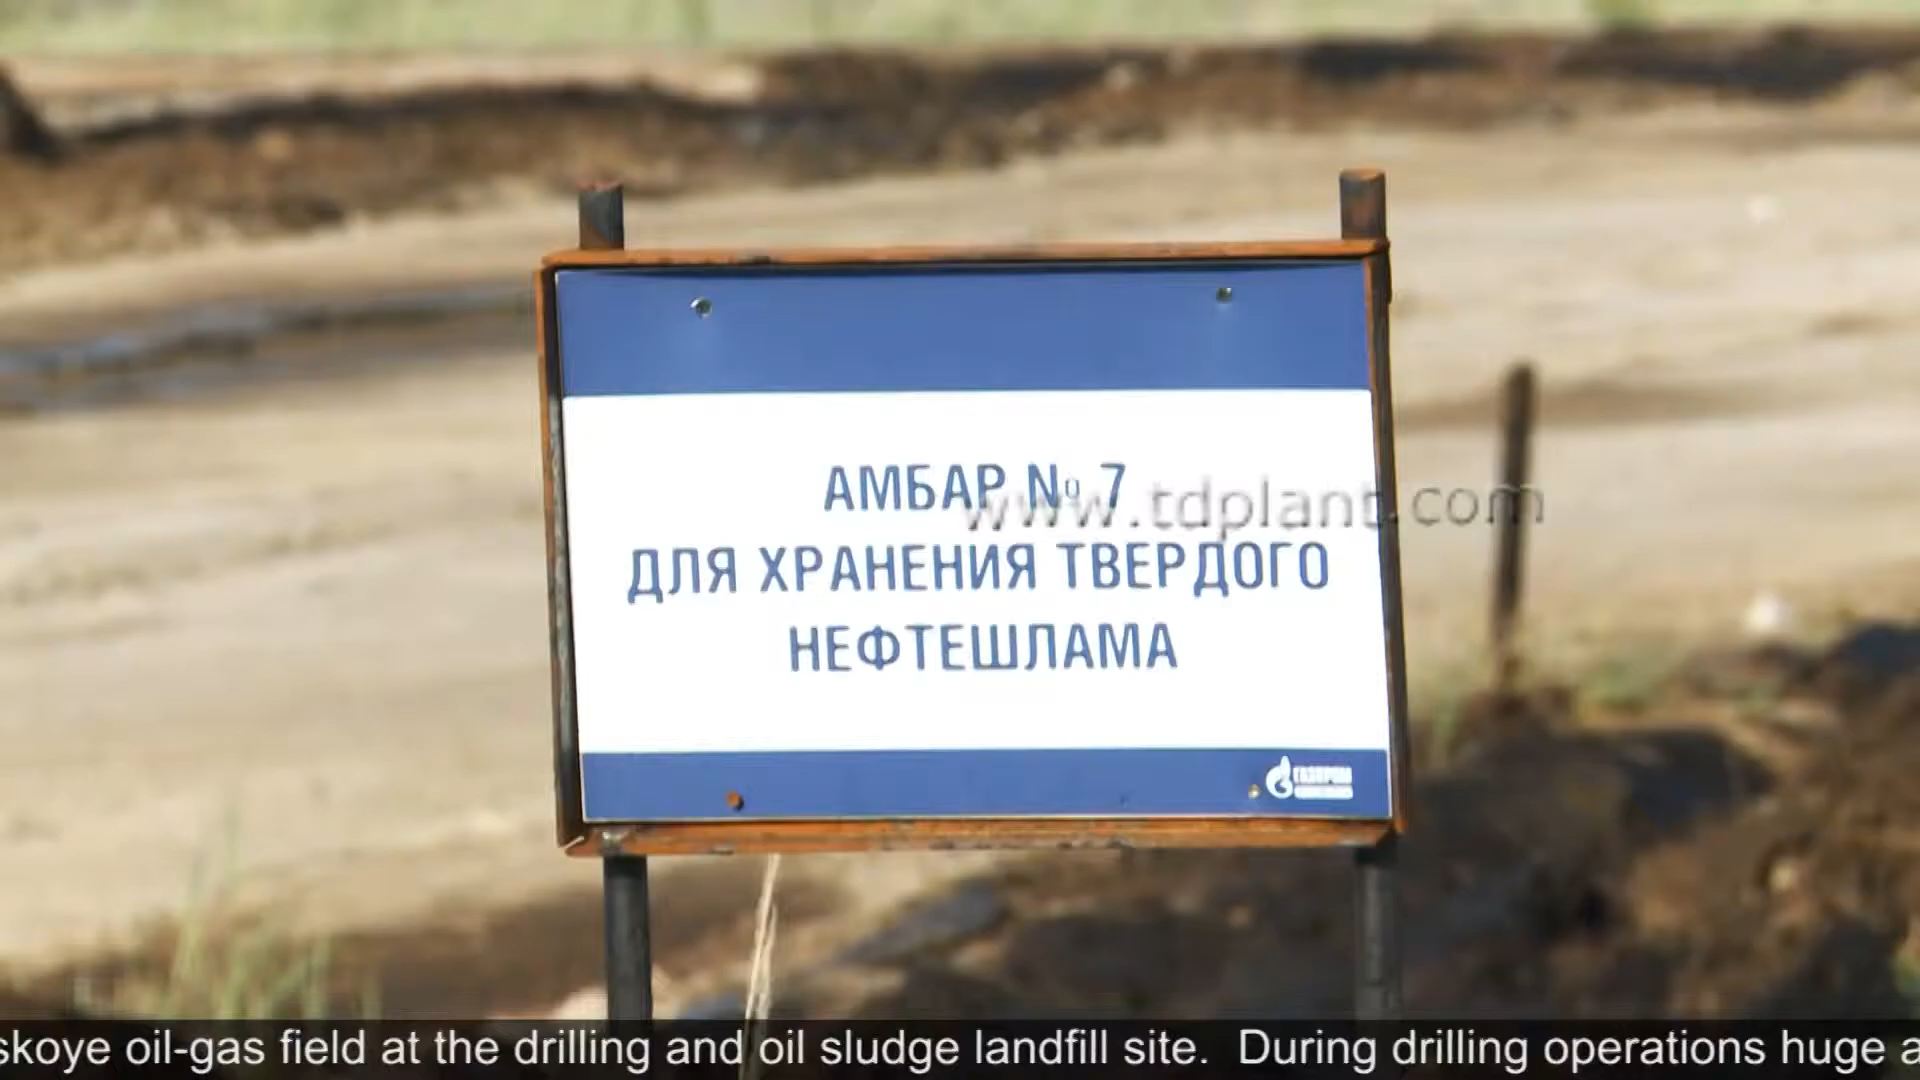 АМБАР № 7
www.tdplant.com
ДЛЯ ХРАНЕНИЯ ТВЕРДОГО
НЕФТЕШЛАМА
ГАЗПРОМ
skoye oil-gas field at the drilling and oil sludge landfill site. During drilling operations huge a